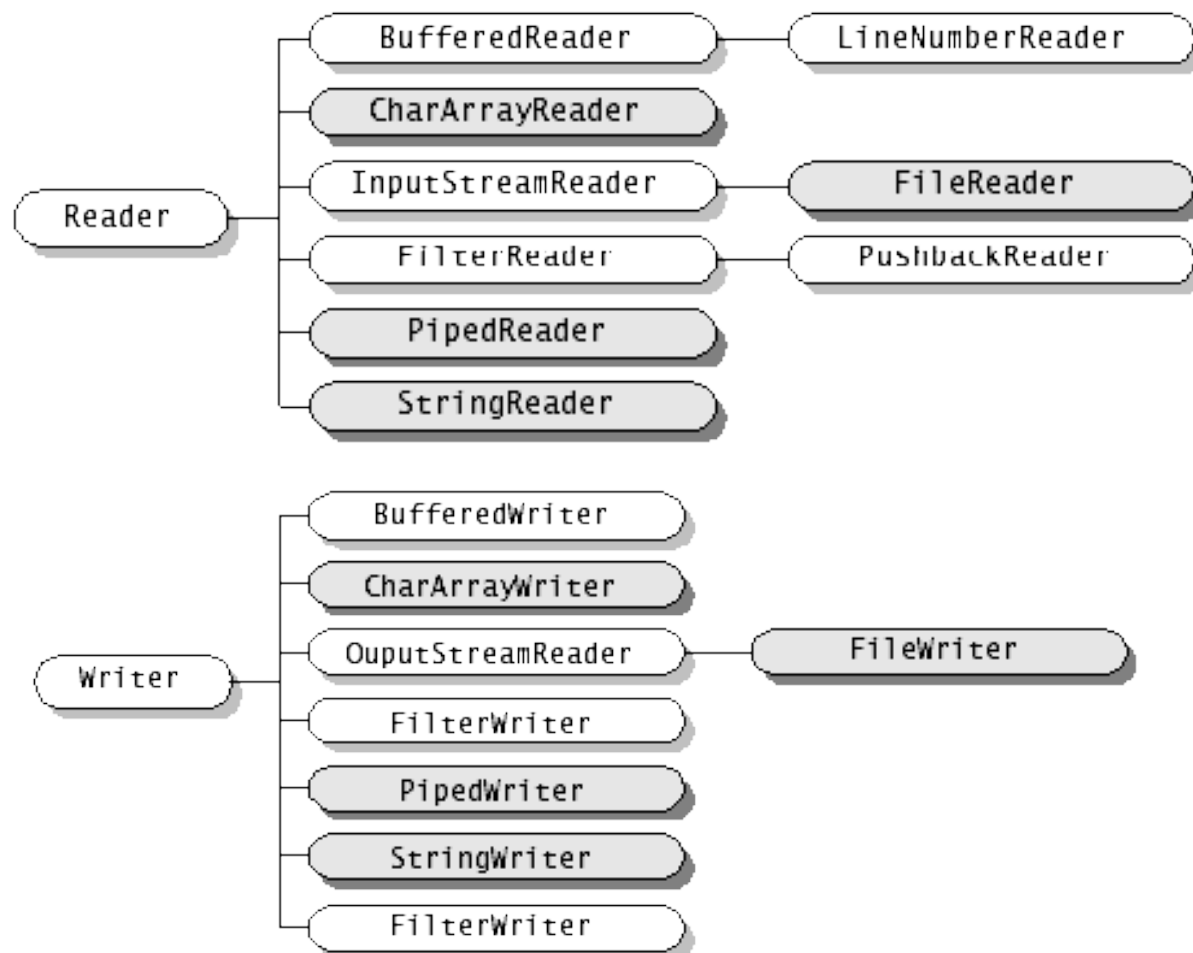 BufferedReader
LineNumberReader
CharArrayReader
InputStreamReader
FileReader
Reader
FilterReader
PushbackReader
PipedReader
StringReader
BufferedWriter
CharArrayWriter
OuputStreamReader
FileWriter
Writer
FilterWriter
PipedWriter
StringWriter
FilterWriter